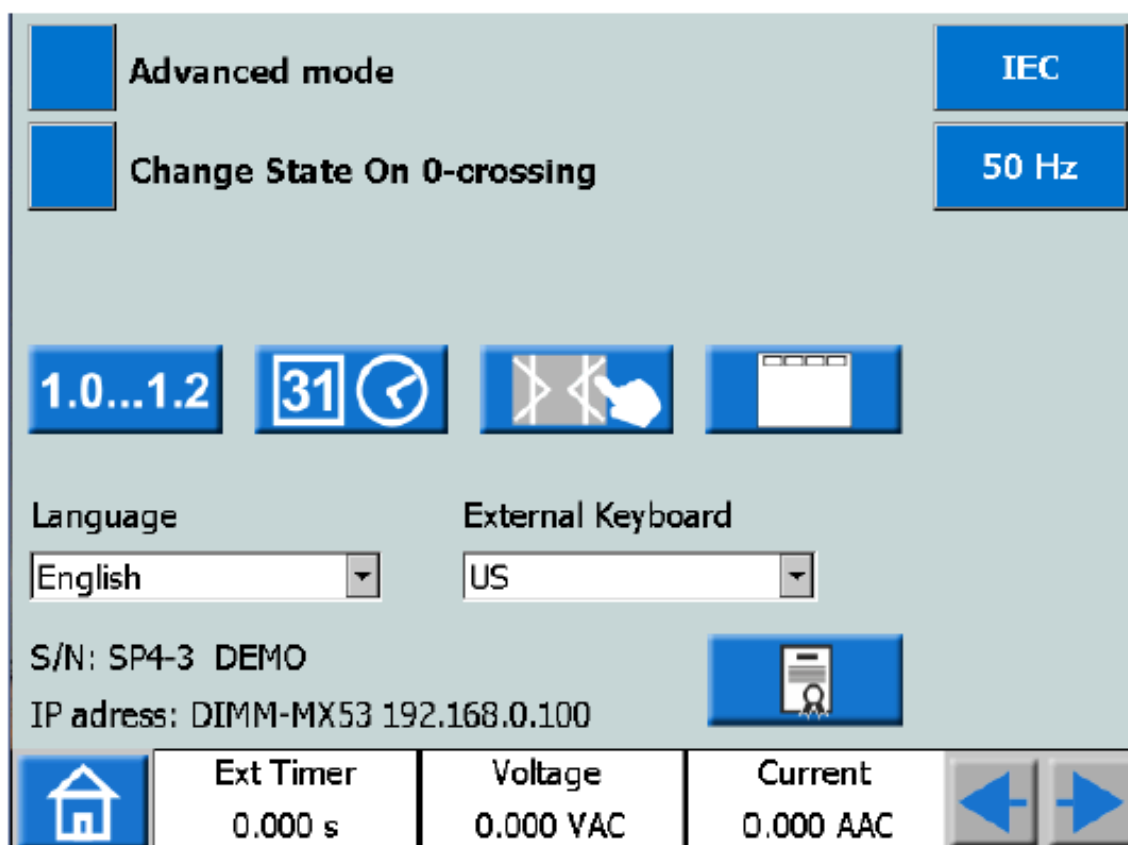 Advanced mode
IEC
Change State On 0-crossing
50 Hz
1.0...1.2
31
Language
External Keyboard
English
US
S/N: SP4-3 DEMO
IP adress: DIMM-MX53 192.168.0.100
Ext Timer
Voltage
Current
0.000 s
0.000 VAC
0.000 AAC